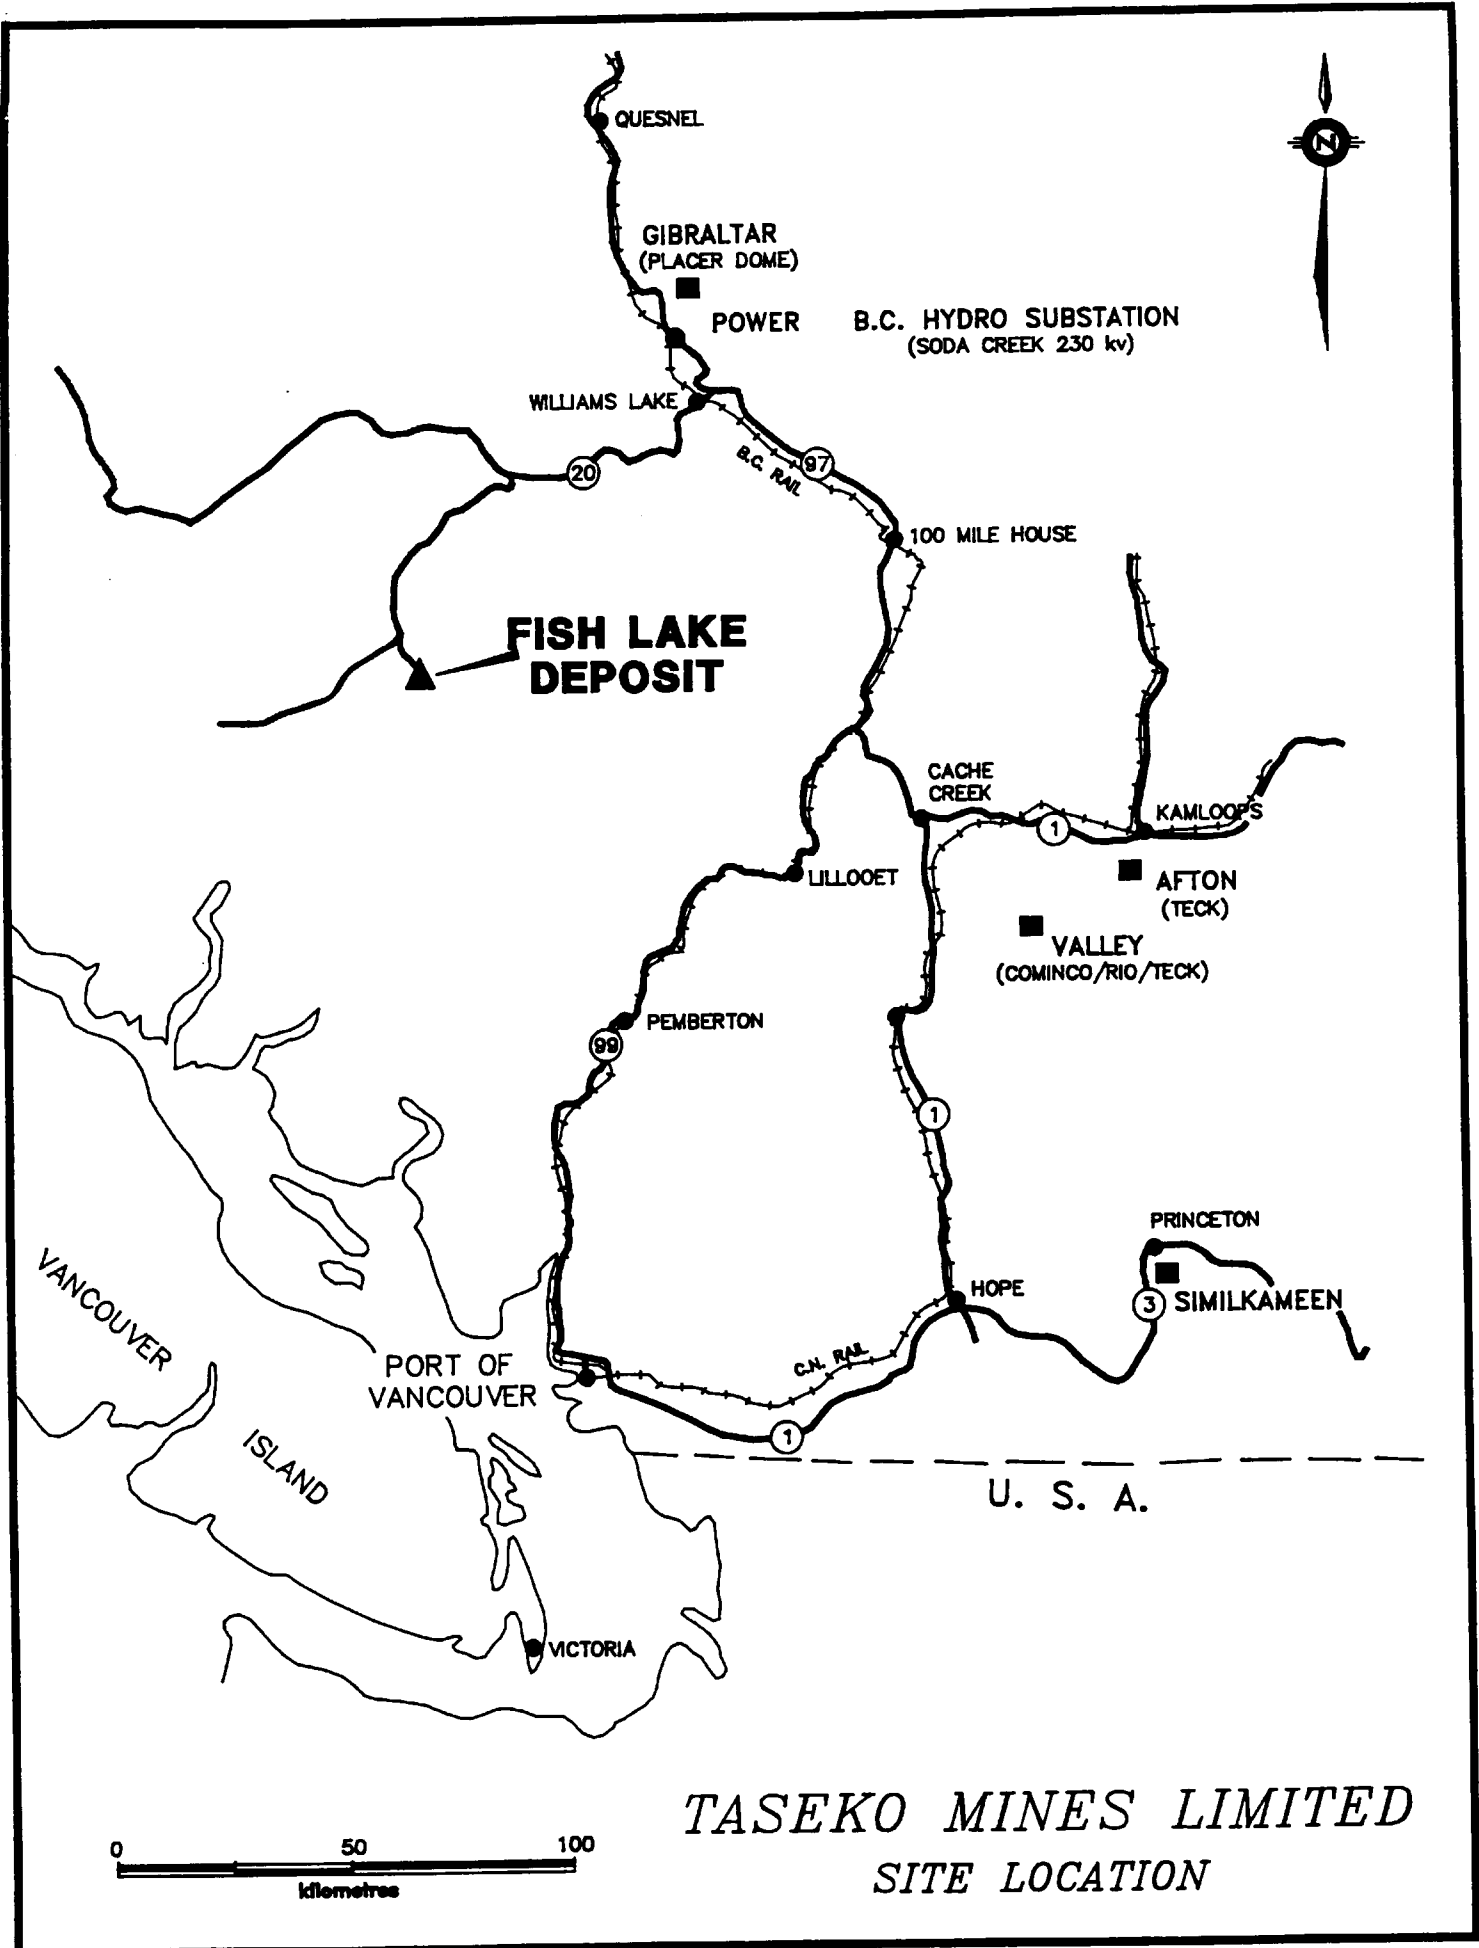 QUESNEL
N
GIBRALTAR
(PLACER DOME)
POWER
B.C. HYDRO SUBSTATION
(SODA CREEK 230 kv)
WILLIAMS LAKE
20
B.C. RAIL
97
100 MILE HOUSE
FISH LAKE
DEPOSIT
CACHE
CREEK
KAMLOOPS
1
LILLOOET
AFTON
(TECK)
VALLEY
(COMINCO/RIO/TECK)
PEMBERTON
99
1
PRINCETON
HOPE
3
SIMILKAMEEN
VANCOUVER
ISLAND
PORT OF
VANCOUVER
C.N. RAIL
1
U. S. A.
VICTORIA
TASEKO MINES LIMITED
SITE LOCATION
0 50 100
kilometres